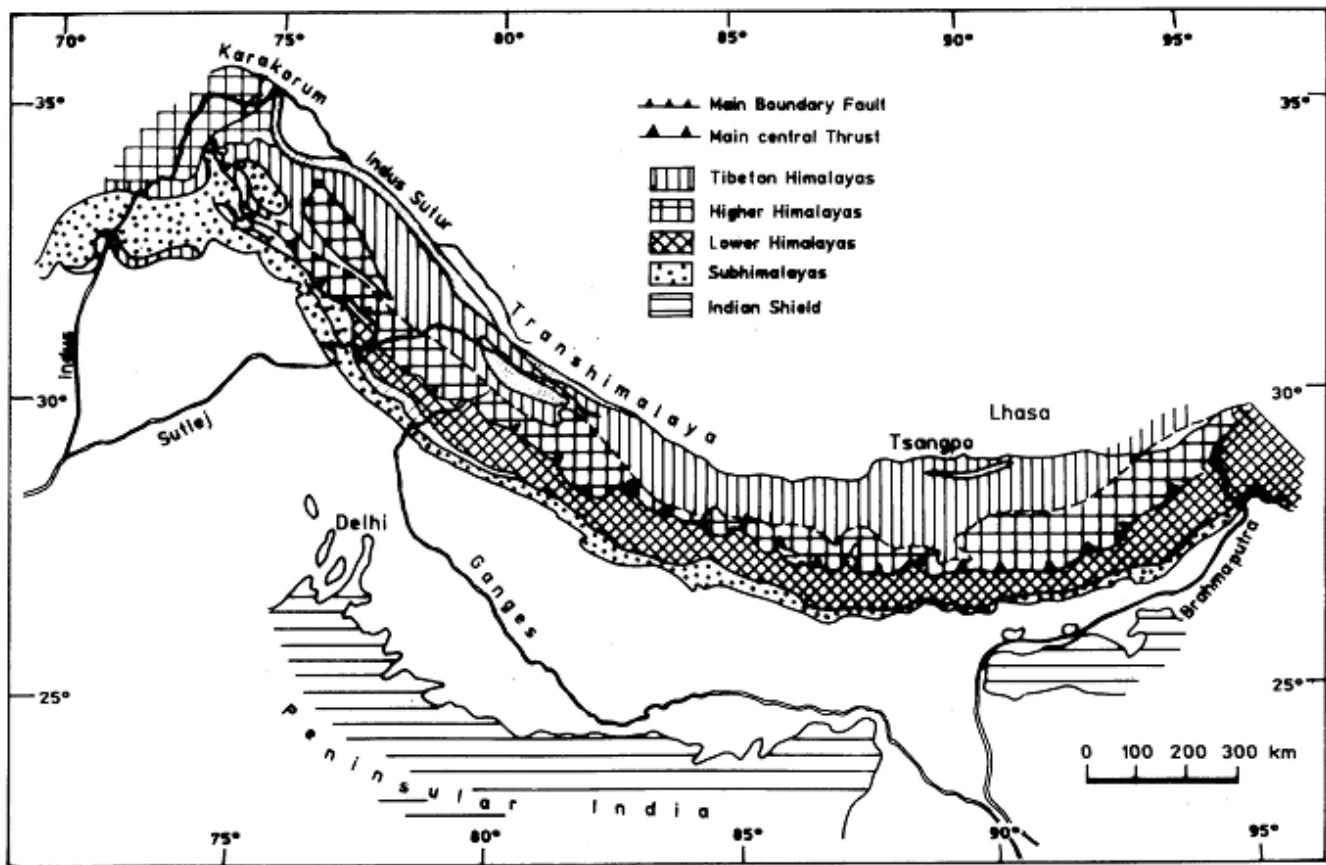 70° 75° 80° 85° 90° 95°
Karakorum
35° 35°
Main Boundary Fault
Main central Thrust
Indus Sutur
Tibetan Himalayas
Higher Himalayas
Lower Himalayas
Subhimalayas
Indian Shield
Transhimalaya
Indus
30° 30°
Sutlej
Lhasa
Tsangpo
Delhi
Ganges
Brahmaputra
25° 25°
Peninsular India
0 100 200 300 km
75° 80° 85° 90° 95°